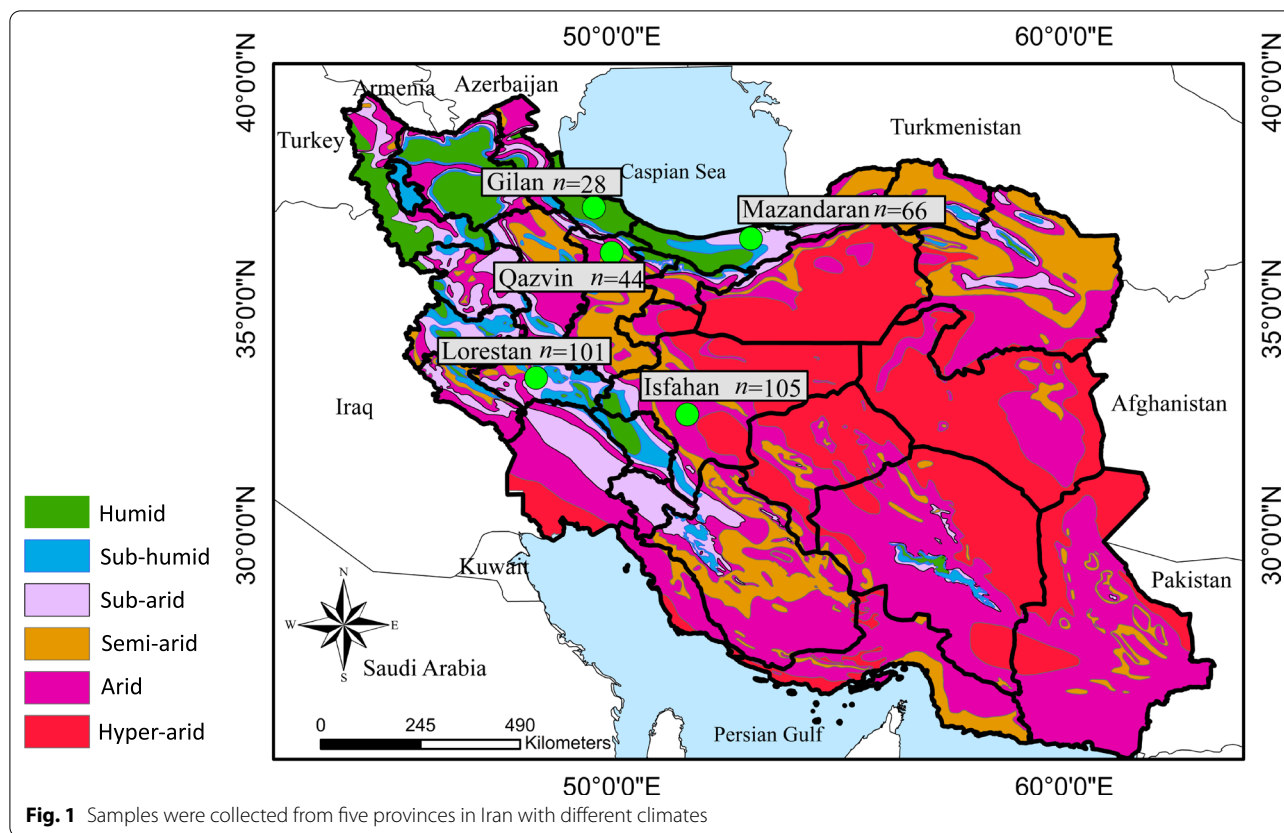 50°0'0"E 60°0'0"E
40°0'0"N 40°0'0"N
Armenia Azerbaijan
Turkey Turkmenistan
Caspian Sea
Gilan n=28
Mazandaran n=66
Qazvin n=44
35°0'0"N 35°0'0"N
Lorestan n=101
Isfahan n=105
Iraq Afghanistan
Humid
Sub-humid
Sub-arid
Semi-arid
Arid
Hyper-arid
30°0'0"N 30°0'0"N
Kuwait Pakistan
N
W E
S
Saudi Arabia
0 245 490
Kilometers
Persian Gulf
50°0'0"E 60°0'0"E
Fig. 1 Samples were collected from five provinces in Iran with different climates